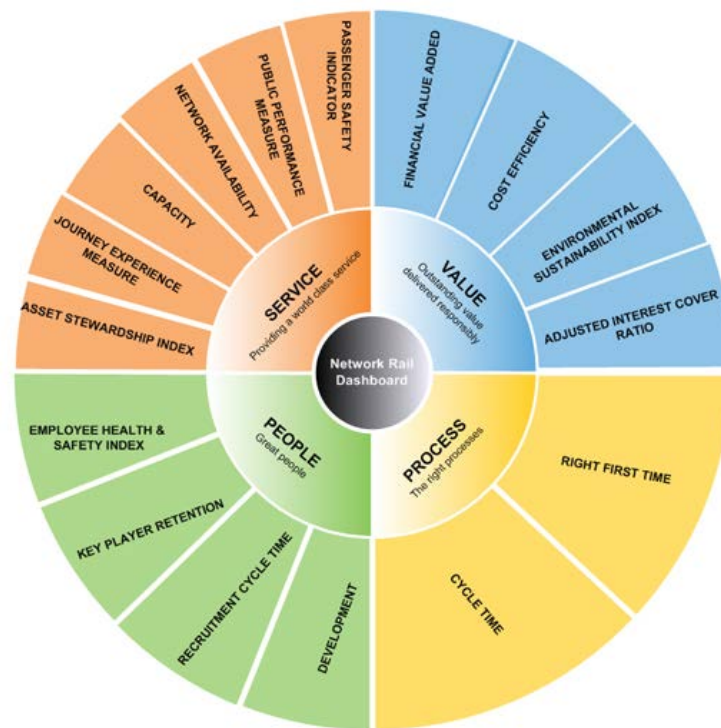 PASSENGER SAFETY
INDICATOR
PUBLIC PERFORMANCE
MEASURE
NETWORK AVAILABILITY
CAPACITY
JOURNEY EXPERIENCE
MEASURE
ASSET STEWARDSHIP INDEX
SERVICE
Providing a world class service
FINANCIAL VALUE ADDED
COST EFFICIENCY
ENVIRONMENTAL
SUSTAINABILITY INDEX
ADJUSTED INTEREST COVER
RATIO
VALUE
Outstanding value
delivered responsibly
Network Rail
Dashboard
PEOPLE
Great people
EMPLOYEE HEALTH &
SAFETY INDEX
KEY PLAYER RETENTION
RECRUITMENT CYCLE TIME
DEVELOPMENT
PROCESS
The right processes
RIGHT FIRST TIME
CYCLE TIME